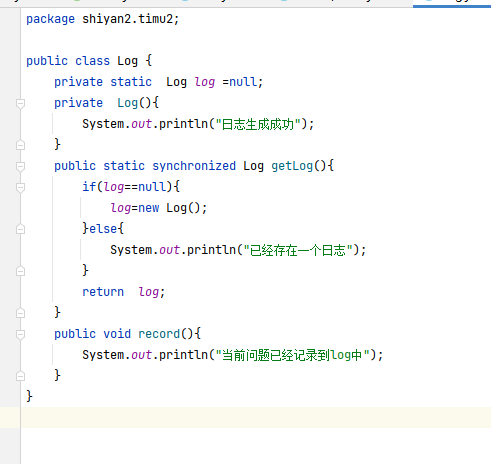 package shiyan2.timu2;

public class Log {
    private static  Log log =null;
    private  Log(){
        System.out.println("日志生成成功");
    }
    public static synchronized Log getLog(){
        if(log==null){
            log=new Log();
        }else{
            System.out.println("已经存在一个日志");
        }
        return  log;
    }
    public void record(){
        System.out.println("当前问题已经记录到log中");
    }
}